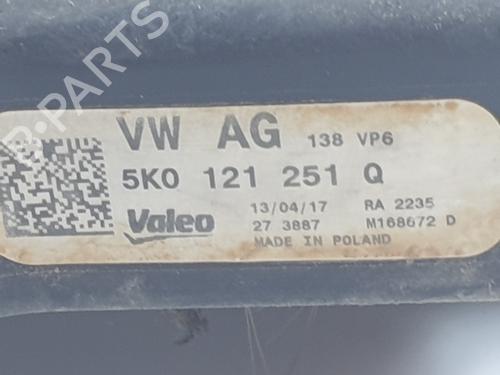 VW AG 138 VP6
5K0 121 251 Q
Valeo 13/04/17 RA 2235
27 3887 M168672 D
MADE IN POLAND
B-PARTS